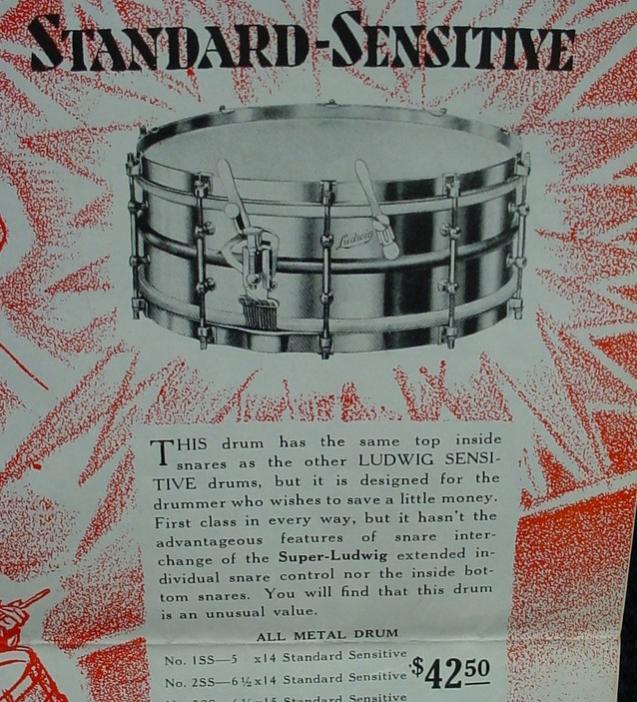 STANDARD-SENSITIVE
Ludwig
THIS drum has the same top inside
snares as the other LUDWIG SENSI-
TIVE drums, but it is designed for the
drummer who wishes to save a little money.
First class in every way, but it hasn't the
advantageous features of snare inter-
change of the Super-Ludwig extended in-
dividual snare control nor the inside bot-
tom snares. You will find that this drum
is an unusual value.
ALL METAL DRUM
No. 1SS—5 x14 Standard Sensitive
No. 2SS—6½x14 Standard Sensitive
$42.50
Standard Sensitive